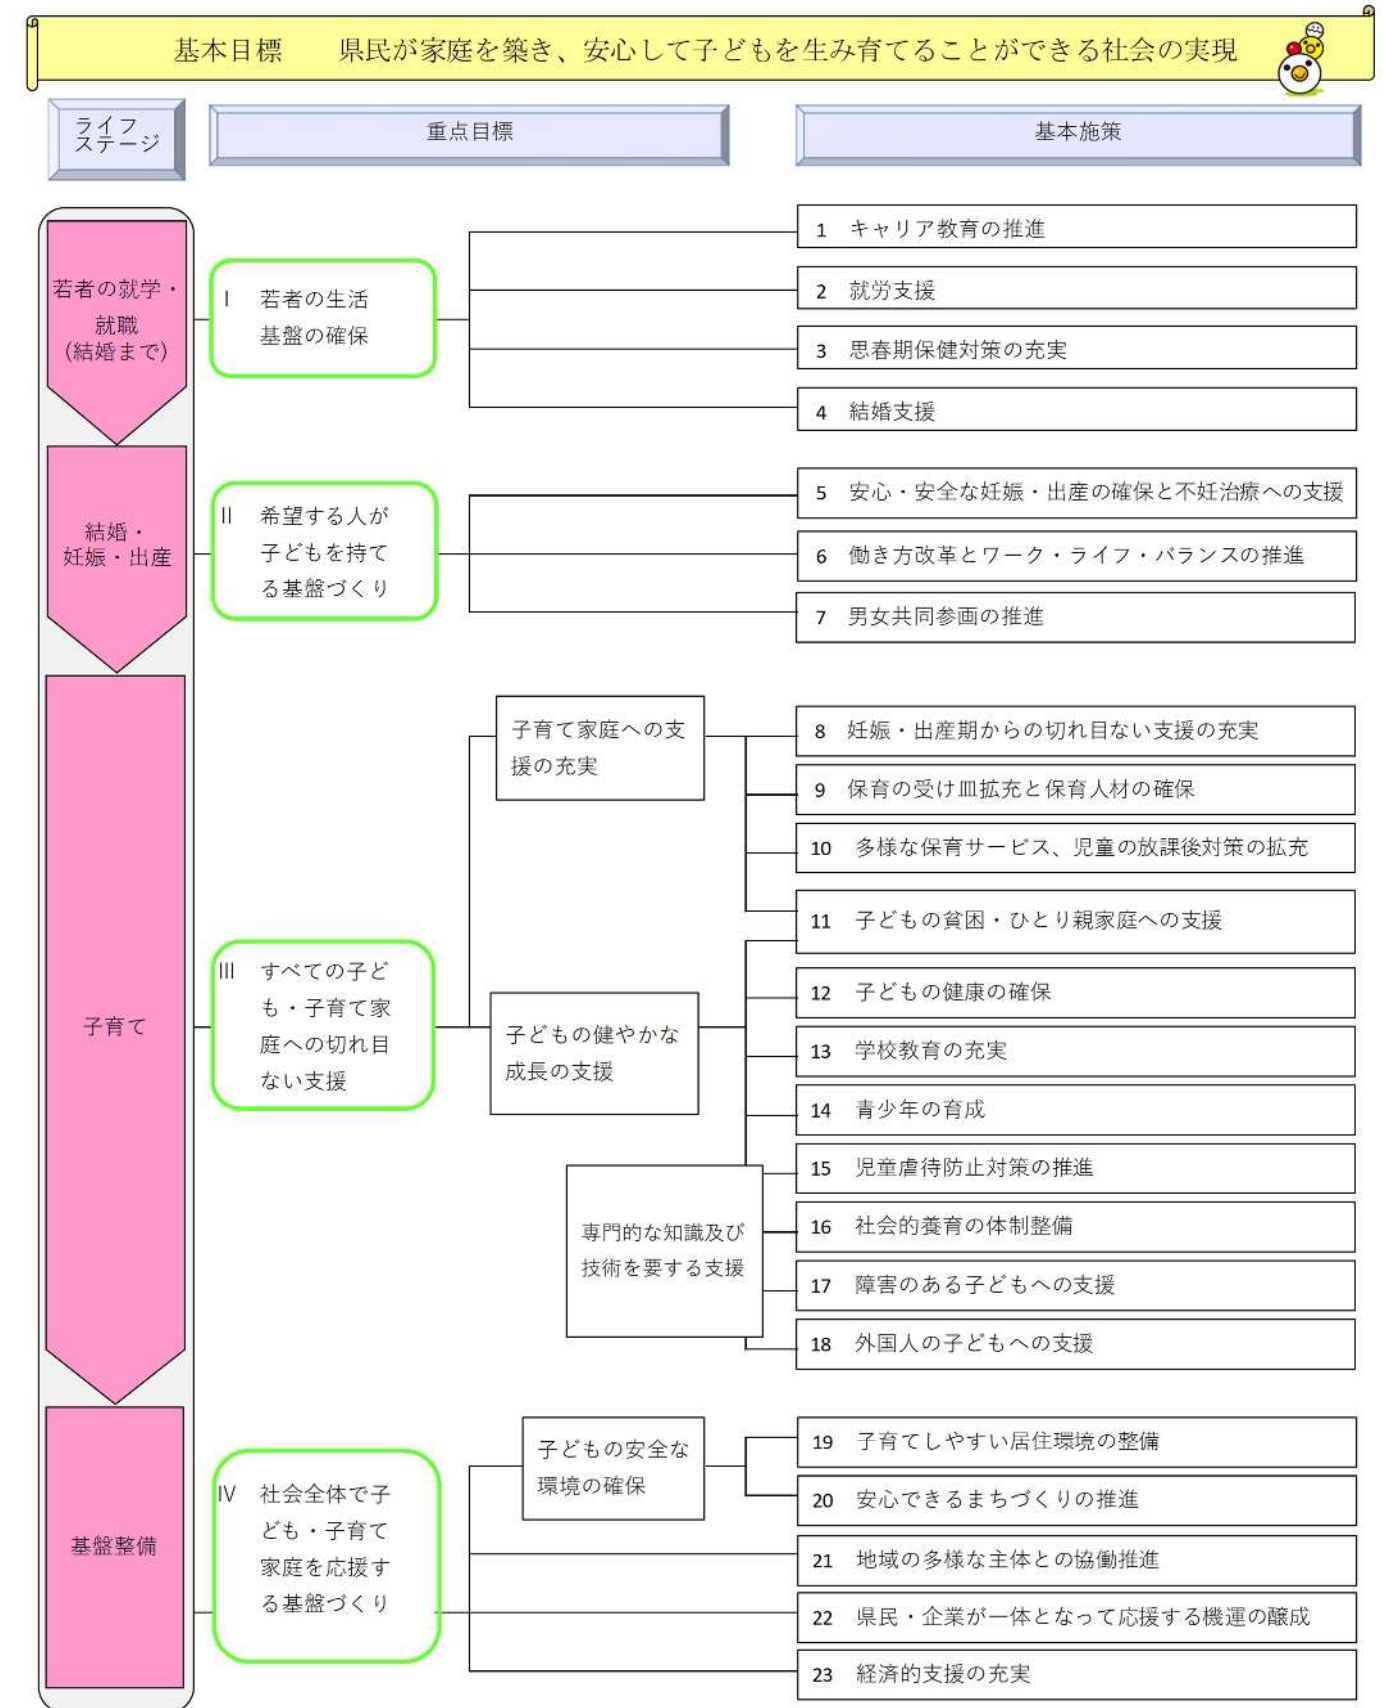 基本目標　県民が家庭を築き、安心して子どもを生み育てることができる社会の実現
ライフ
ステージ
重点目標
基本施策
若者の就学・
就職
(結婚まで)
Ⅰ 若者の生活
基盤の確保
1 キャリア教育の推進
2 就労支援
3 思春期保健対策の充実
4 結婚支援
結婚・
妊娠・出産
Ⅱ 希望する人が
子どもを持て
る基盤づくり
5 安心・安全な妊娠・出産の確保と不妊治療への支援
6 働き方改革とワーク・ライフ・バランスの推進
7 男女共同参画の推進
子育て
Ⅲ すべての子ど
も・子育て家
庭への切れ目
ない支援
子育て家庭への支
援の充実
8 妊娠・出産期からの切れ目ない支援の充実
9 保育の受け皿拡充と保育人材の確保
10 多様な保育サービス、児童の放課後対策の拡充
11 子どもの貧困・ひとり親家庭への支援
子どもの健やかな
成長の支援
12 子どもの健康の確保
13 学校教育の充実
14 青少年の育成
専門的な知識及び
技術を要する支援
15 児童虐待防止対策の推進
16 社会的養育の体制整備
17 障害のある子どもへの支援
18 外国人の子どもへの支援
基盤整備
Ⅳ 社会全体で子
ども・子育て
家庭を応援す
る基盤づくり
子どもの安全な
環境の確保
19 子育てしやすい居住環境の整備
20 安心できるまちづくりの推進
21 地域の多様な主体との協働推進
22 県民・企業が一体となって応援する機運の醸成
23 経済的支援の充実